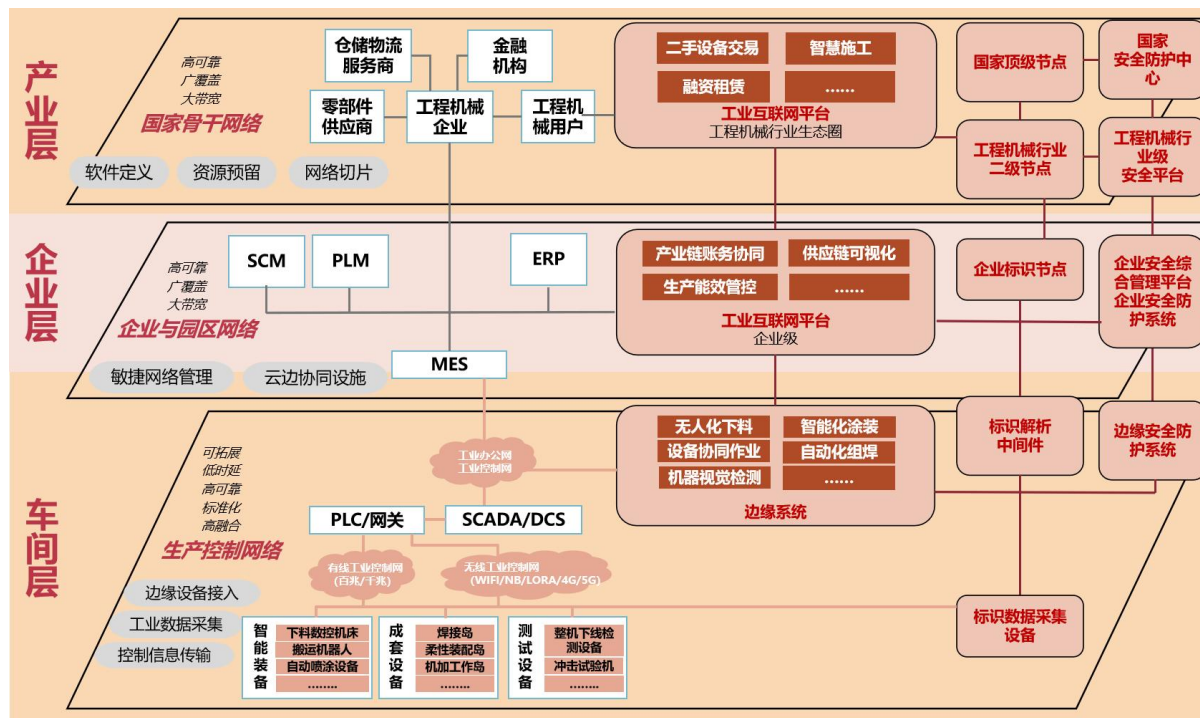 产业层
高可靠
广覆盖
大带宽
国家骨干网络
软件定义
资源预留
网络切片
仓储物流
服务商
金融
机构
零部件
供应商
工程机械
企业
工程机
械用户
二手设备交易
智慧施工
融资租赁
......
工业互联网平台
工程机械行业生态圈
国家顶级节点
国家
安全防护中
心
工程机械行业
二级节点
工程机械行
业级
安全平台
企业层
高可靠
广覆盖
大带宽
企业与园区网络
敏捷网络管理
云边协同设施
SCM
PLM
ERP
MES
产业链账务协同
供应链可视化
生产能效管控
......
工业互联网平台
企业级
企业标识节点
企业安全综
合管理平台
企业安全防
护系统
车间层
可拓展
低时延
高可靠
标准化
高融合
生产控制网络
边缘设备接入
工业数据采集
控制信息传输
工业办公网
工业控制网
PLC/网关
SCADA/DCS
有线工业控制网
(百兆/千兆)
无线工业控制网
(WIFI/NB/LORA/4G/5G)
无人化下料
智能化涂装
设备协同作业
自动化组焊
机器视觉检测
......
边缘系统
标识解析
中间件
边缘安全防
护系统
标识数据采集
设备
智能装备
下料数控机床
搬运机器人
自动喷涂设备
........
成套设备
焊接岛
柔性装配岛
机加工作岛
........
测试设备
整机下线检
测设备
冲击试验机
........